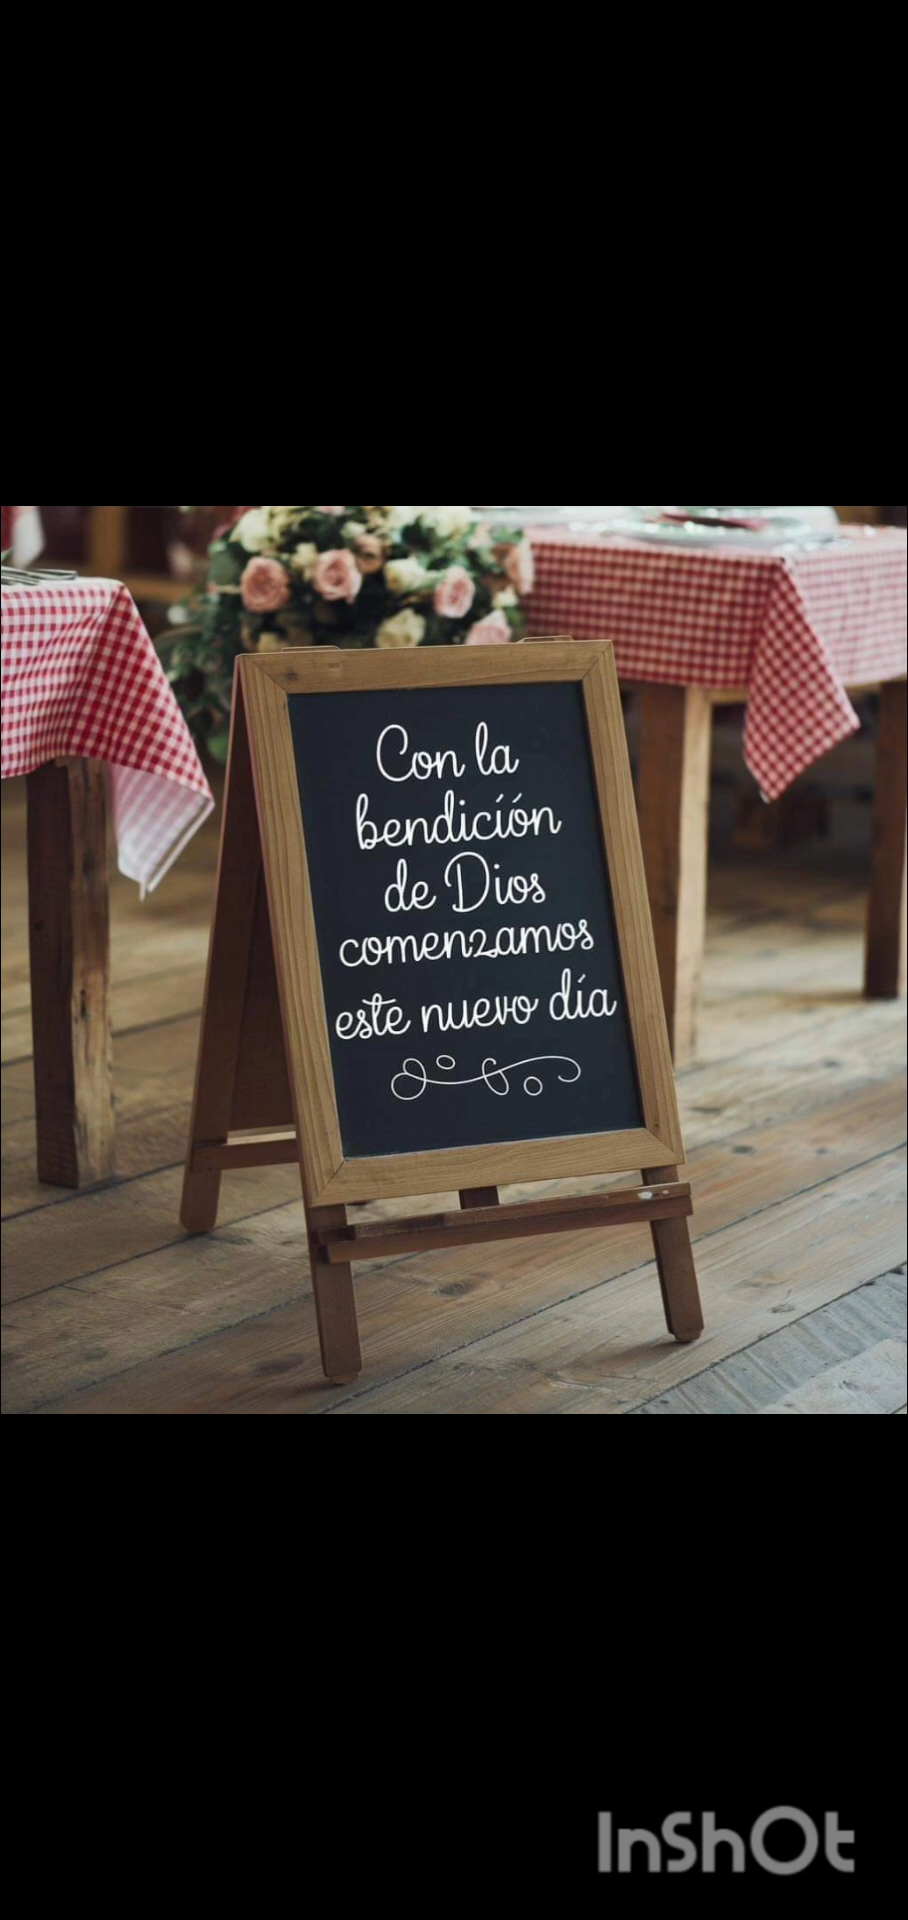 Con la
bendición
de Dios
comenzamos
este nuevo día
InShOt